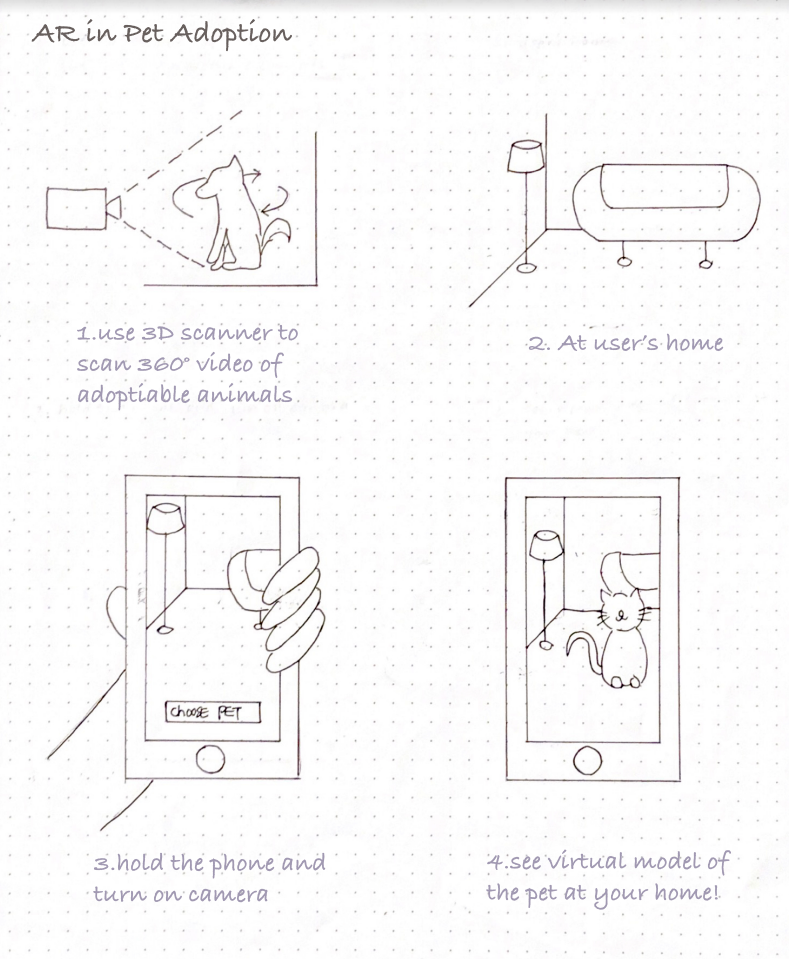 AR in Pet Adoption
1.use 3D scanner to
scan 360° video of
adoptiable animals
2. At user's home
choose PET
3.hold the phone and
turn on camera
4.see virtual model of
the pet at your home!